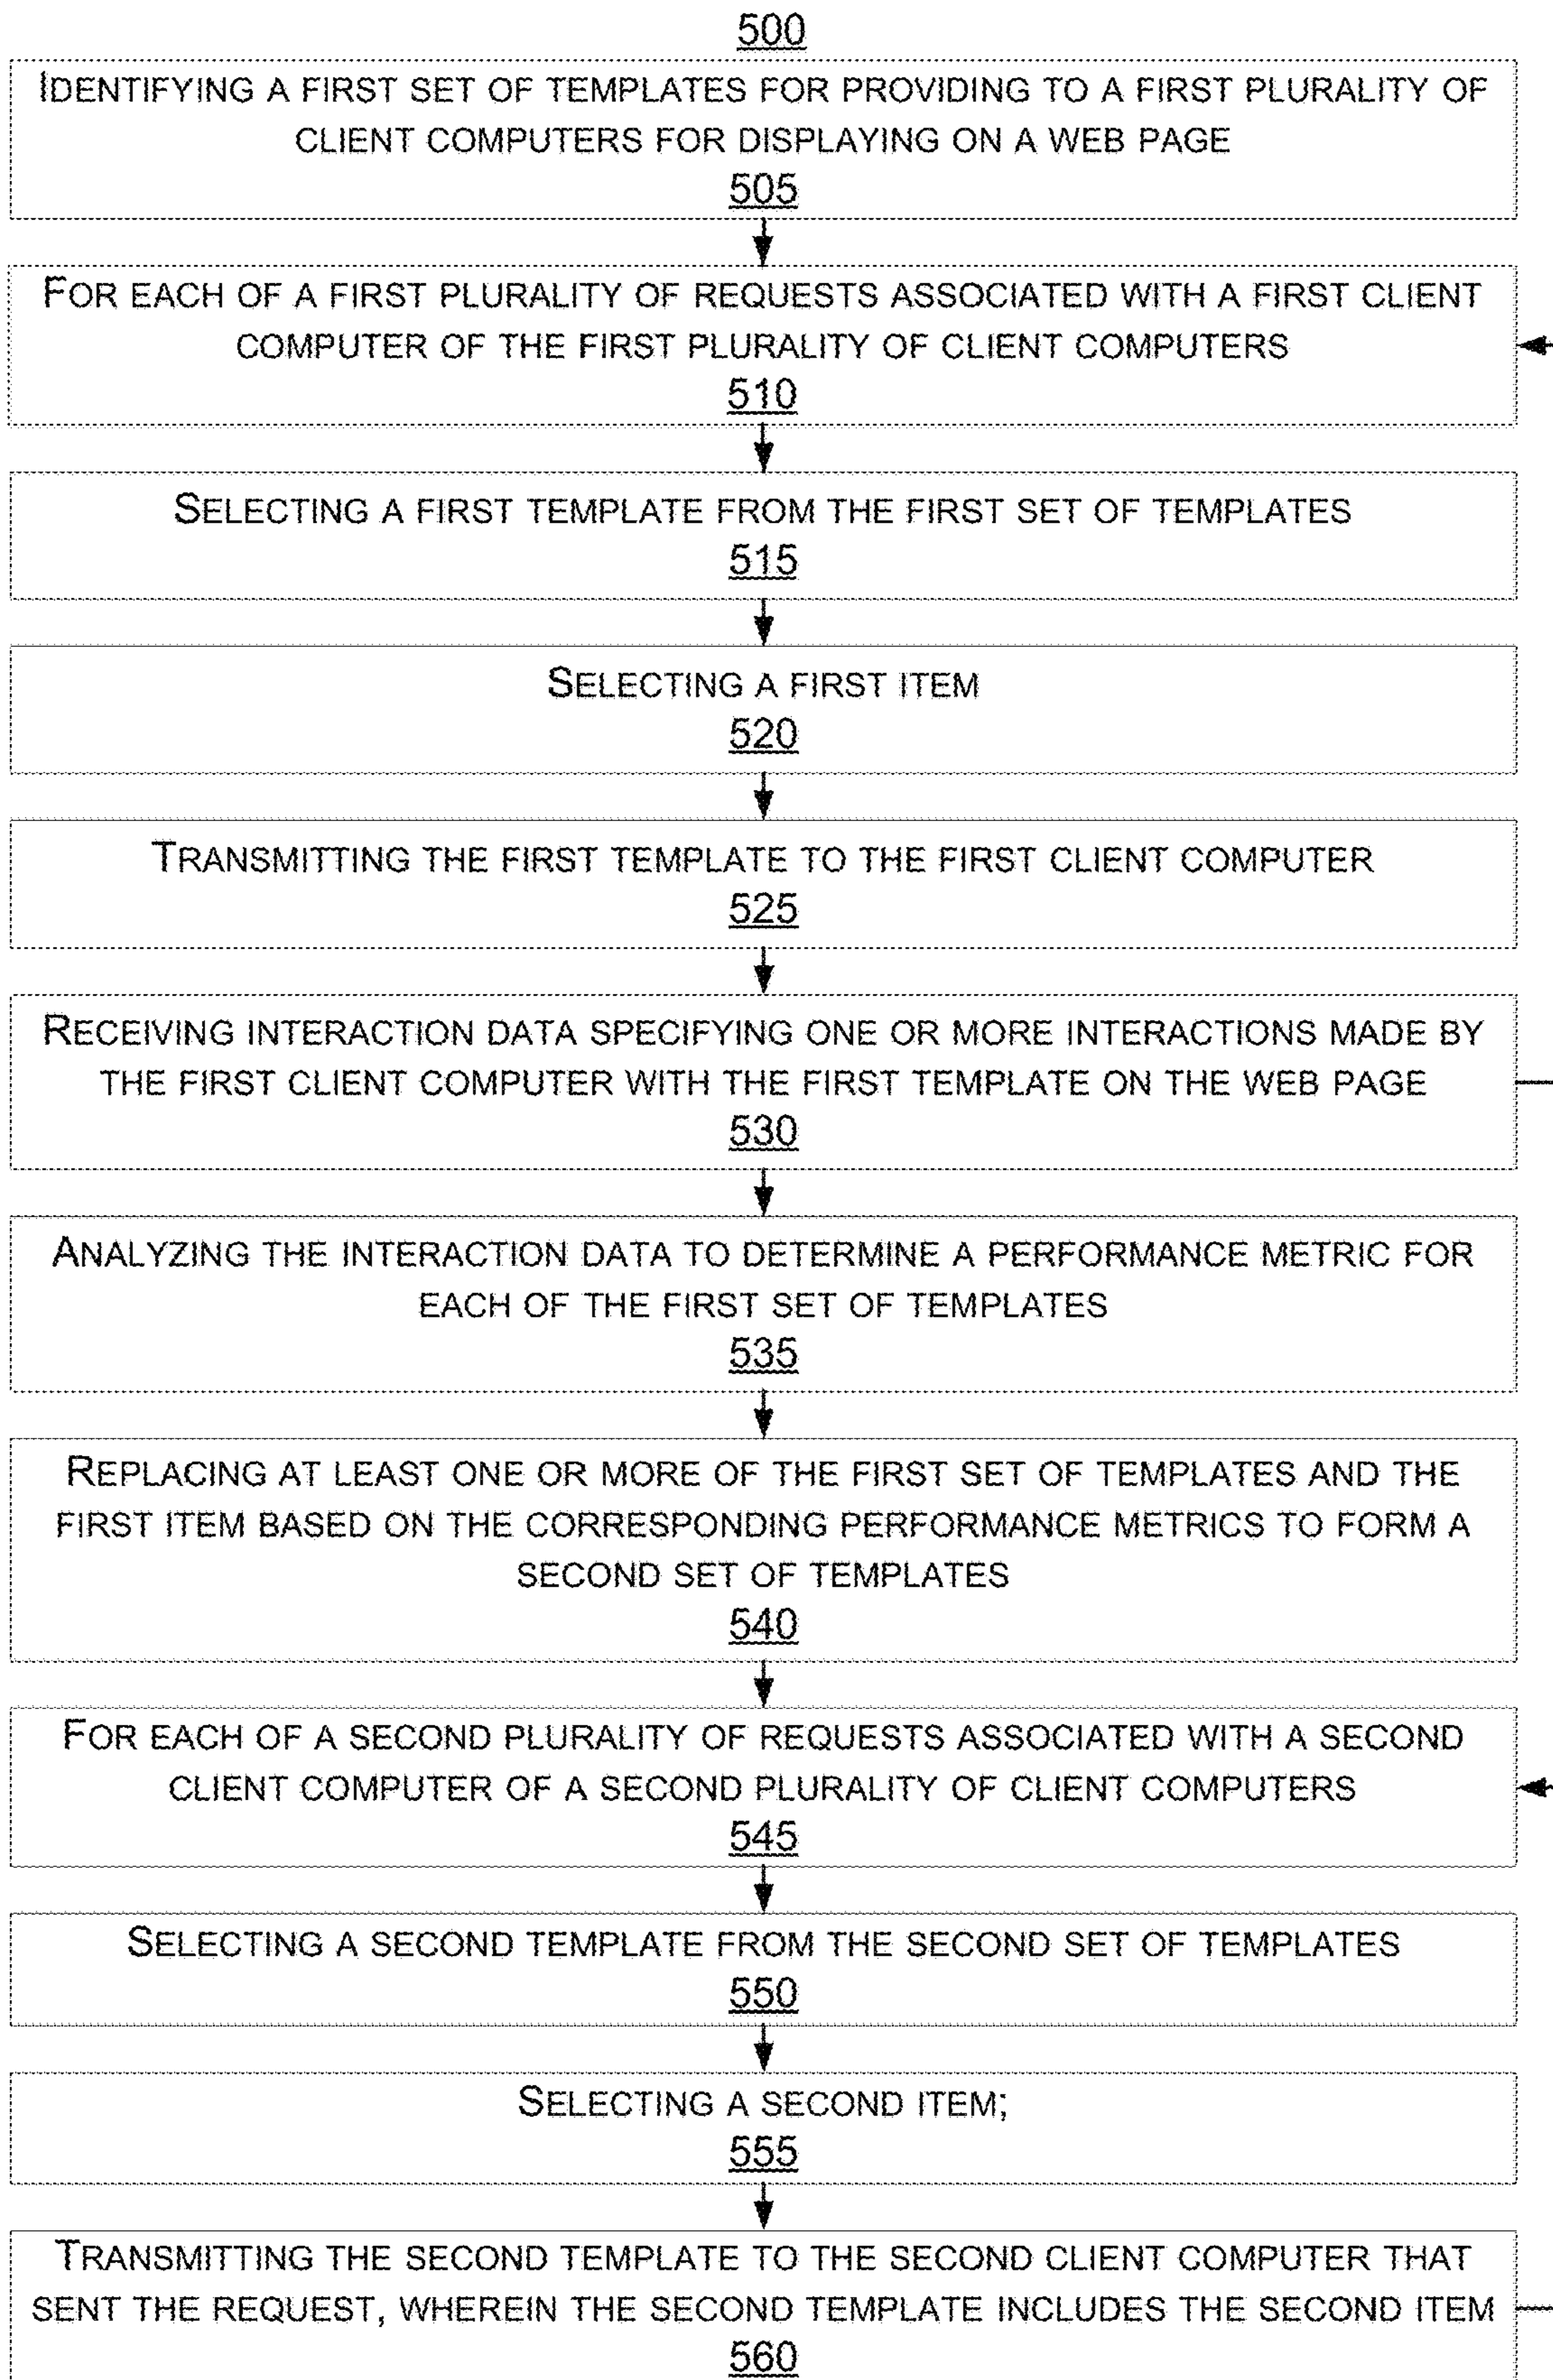 500
IDENTIFYING A FIRST SET OF TEMPLATES FOR PROVIDING TO A FIRST PLURALITY OF
CLIENT COMPUTERS FOR DISPLAYING ON A WEB PAGE
505
FOR EACH OF A FIRST PLURALITY OF REQUESTS ASSOCIATED WITH A FIRST CLIENT
COMPUTER OF THE FIRST PLURALITY OF CLIENT COMPUTERS
510
SELECTING A FIRST TEMPLATE FROM THE FIRST SET OF TEMPLATES
515
SELECTING A FIRST ITEM
520
TRANSMITTING THE FIRST TEMPLATE TO THE FIRST CLIENT COMPUTER
525
RECEIVING INTERACTION DATA SPECIFYING ONE OR MORE INTERACTIONS MADE BY
THE FIRST CLIENT COMPUTER WITH THE FIRST TEMPLATE ON THE WEB PAGE
530
ANALYZING THE INTERACTION DATA TO DETERMINE A PERFORMANCE METRIC FOR
EACH OF THE FIRST SET OF TEMPLATES
535
REPLACING AT LEAST ONE OR MORE OF THE FIRST SET OF TEMPLATES AND THE
FIRST ITEM BASED ON THE CORRESPONDING PERFORMANCE METRICS TO FORM A
SECOND SET OF TEMPLATES
540
FOR EACH OF A SECOND PLURALITY OF REQUESTS ASSOCIATED WITH A SECOND
CLIENT COMPUTER OF A SECOND PLURALITY OF CLIENT COMPUTERS
545
SELECTING A SECOND TEMPLATE FROM THE SECOND SET OF TEMPLATES
550
SELECTING A SECOND ITEM;
555
TRANSMITTING THE SECOND TEMPLATE TO THE SECOND CLIENT COMPUTER THAT
SENT THE REQUEST, WHEREIN THE SECOND TEMPLATE INCLUDES THE SECOND ITEM
560